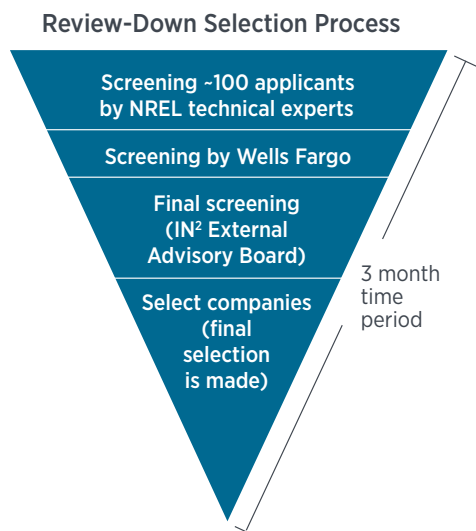 Review-Down Selection Process
Screening ~100 applicants
by NREL technical experts
Screening by Wells Fargo
Final screening
(IN² External
Advisory Board)
Select companies
(final
selection
is made)
3 month
time
period